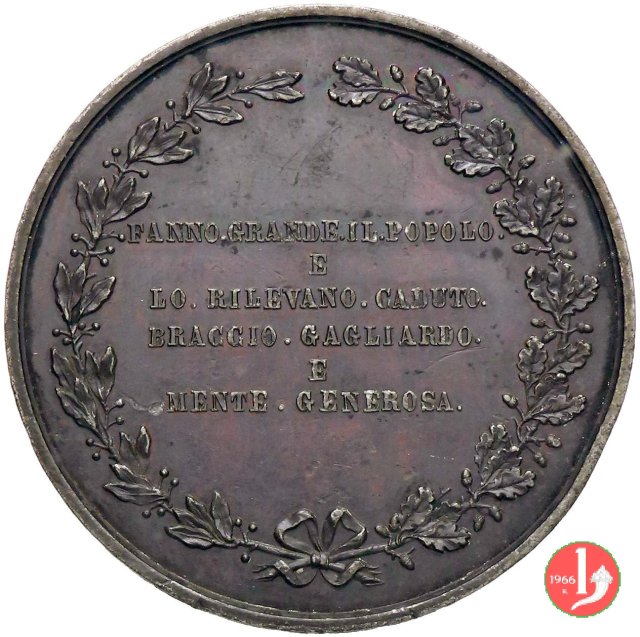 FANNO.GRANDE.IL.POPOLO.
E
LO.RILEVANO.CADUTO.
BRACCIO.GAGLIARDO.
E
MENTE.GENEROSA.
1966